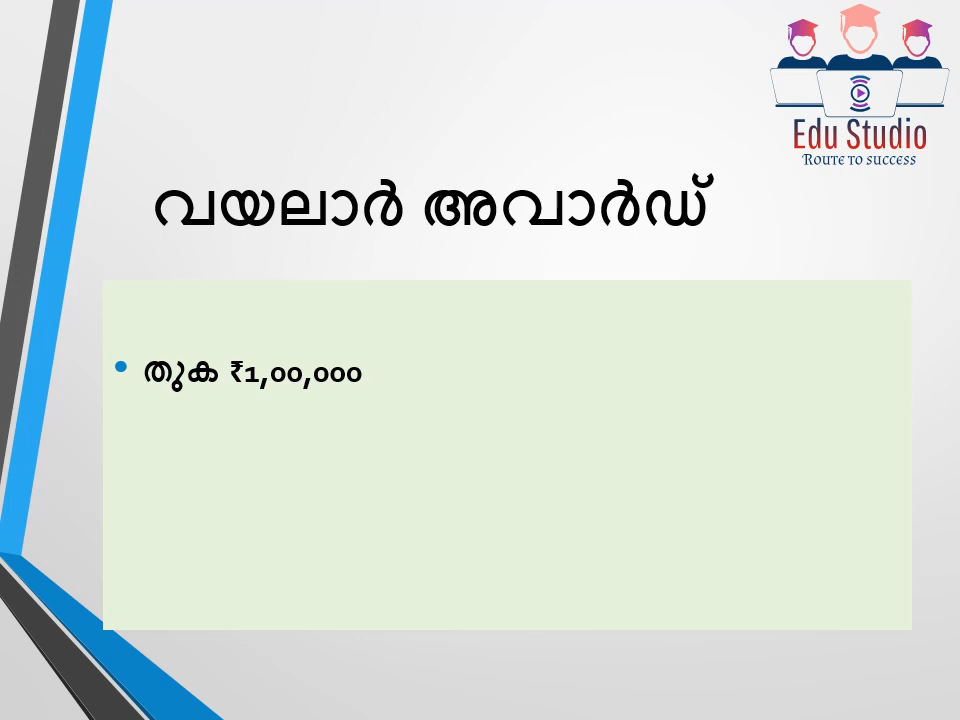 Edu Studio
Route to success
വയലാർ അവാർഡ്
• തുക ₹1,00,000